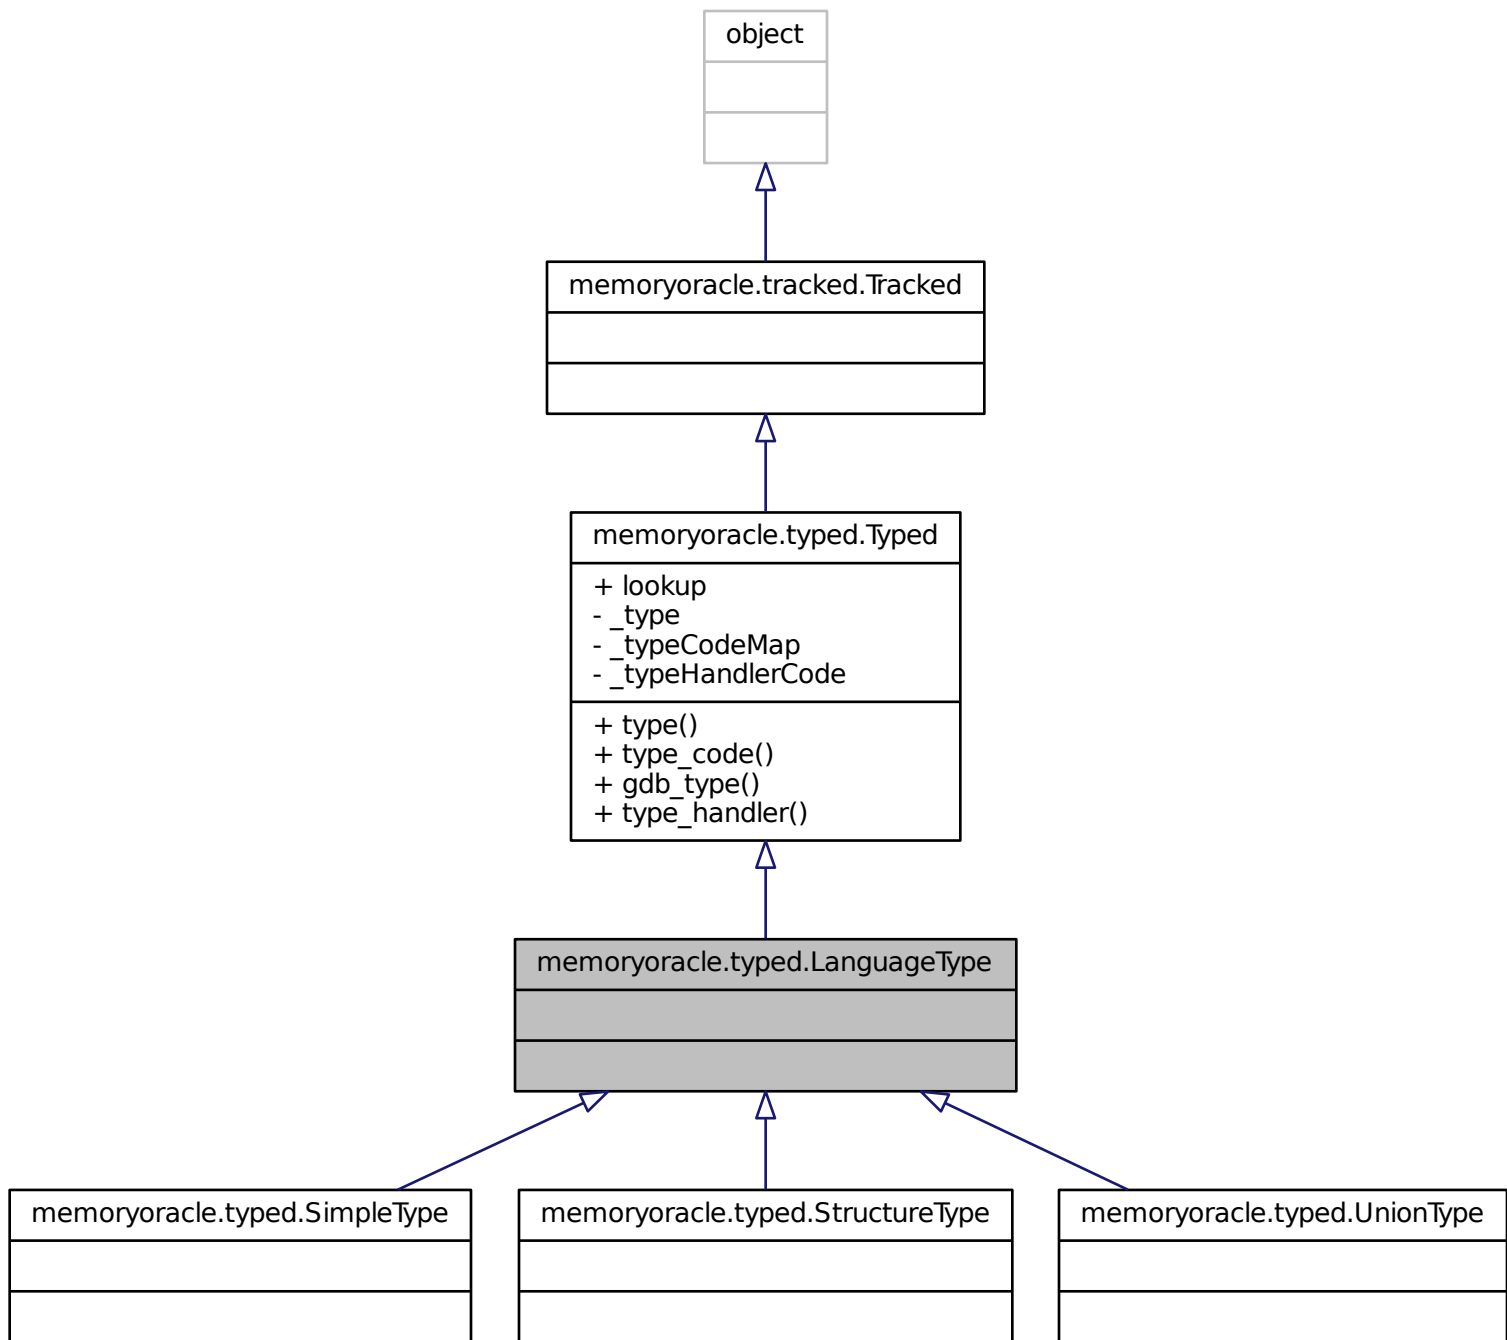 object
memoryoracle.tracked.Tracked
memoryoracle.typed.Typed
+ lookup
- _type
- _typeCodeMap
- _typeHandlerCode
+ type()
+ type_code()
+ gdb_type()
+ type_handler()
memoryoracle.typed.LanguageType
memoryoracle.typed.SimpleType
memoryoracle.typed.StructureType
memoryoracle.typed.UnionType